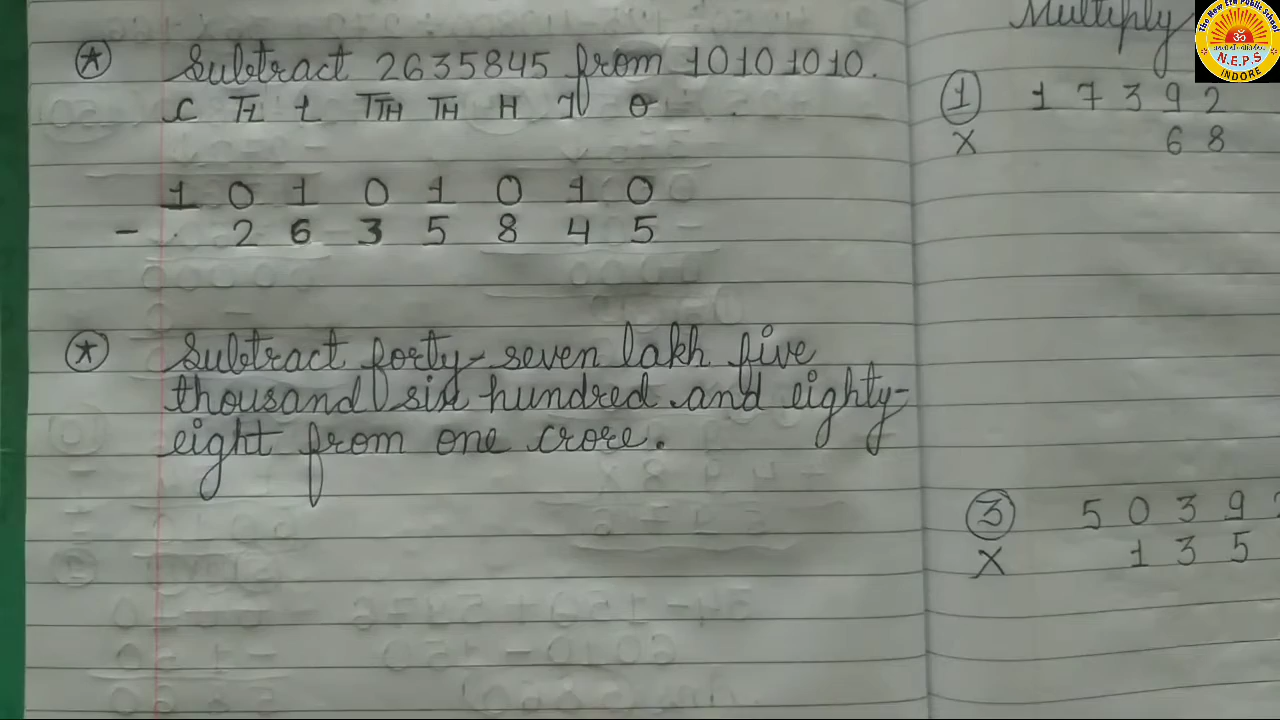 Subtract 2635845 from 10101010.
C TL L TTH TH H T O
1 0 1 0 1 0 1 0
- 2 6 3 5 8 4 5
Subtract forty-seven lakh five
thousand six hundred and eighty-
eight from one crore.
Multiply
1 1 7 3 9 2
X 6 8
3 5 0 3 9
X 1 3 5
The New Era Public School
N.E.P.S
INDORE